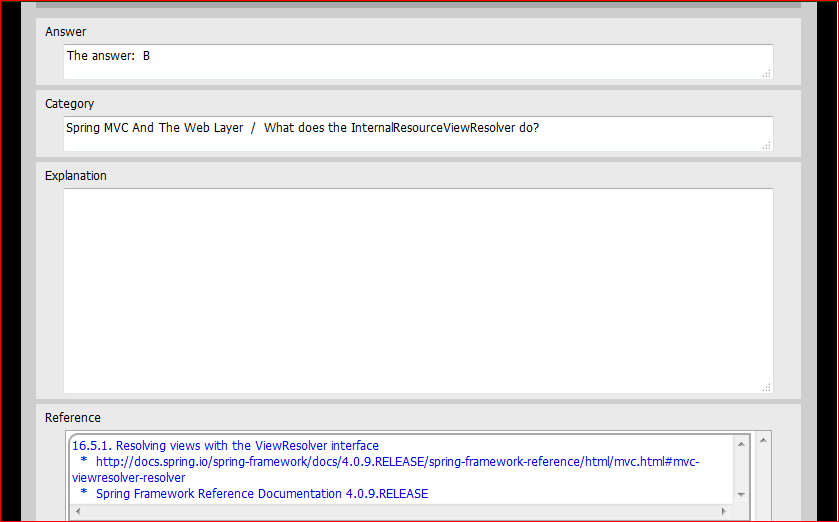 Answer
The answer:  B
Category
Spring MVC And The Web Layer  /  What does the InternalResourceViewResolver do?
Explanation
Reference
16.5.1. Resolving views with the ViewResolver interface
*  http://docs.spring.io/spring-framework/docs/4.0.9.RELEASE/spring-framework-reference/html/mvc.html#mvc-
viewresolver-resolver
*  Spring Framework Reference Documentation 4.0.9.RELEASE